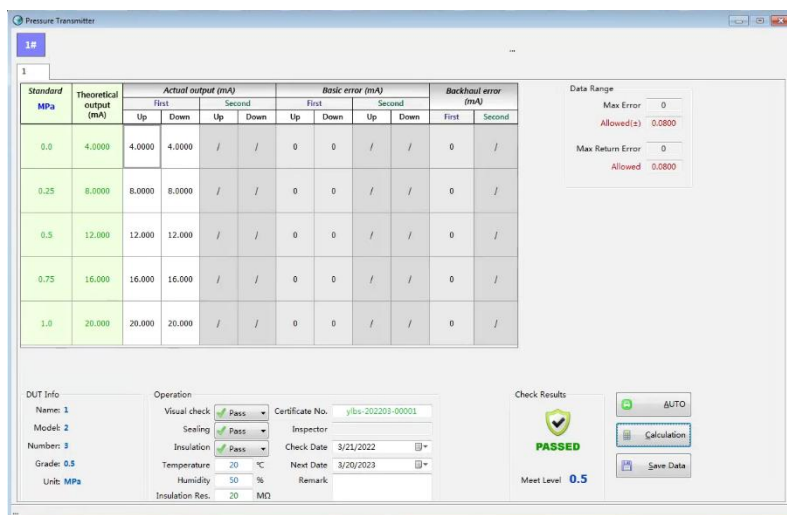 Pressure Transmitter
1#
...
1
Standard MPa Theoretical output (mA) Actual output (mA) Basic error (mA) Backhaul error (mA)
First Second First Second
Up Down Up Down Up Down Up Down First Second
0.0 4.0000 4.0000 4.0000 / / 0 0 / / 0 /
0.25 8.0000 8.0000 8.0000 / / 0 0 / / 0 /
0.5 12.000 12.000 12.000 / / 0 0 / / 0 /
0.75 16.000 16.000 16.000 / / 0 0 / / 0 /
1.0 20.000 20.000 20.000 / / 0 0 / / 0 /
Data Range
Max Error 0
Allowed(±) 0.0800
Max Return Error 0
Allowed 0.0800
DUT Info
Name: 1
Model: 2
Number: 3
Grade: 0.5
Unit: MPa
Operation
Visual check Pass
Sealing Pass
Insulation Pass
Temperature 20 ℃
Humidity 50 %
Insulation Res. 20 MΩ
Certificate No. ylbs-202203-00001
Inspector
Check Date 3/21/2022
Next Date 3/20/2023
Remark
Check Results
PASSED
Meet Level 0.5
AUTO
Calculation
Save Data